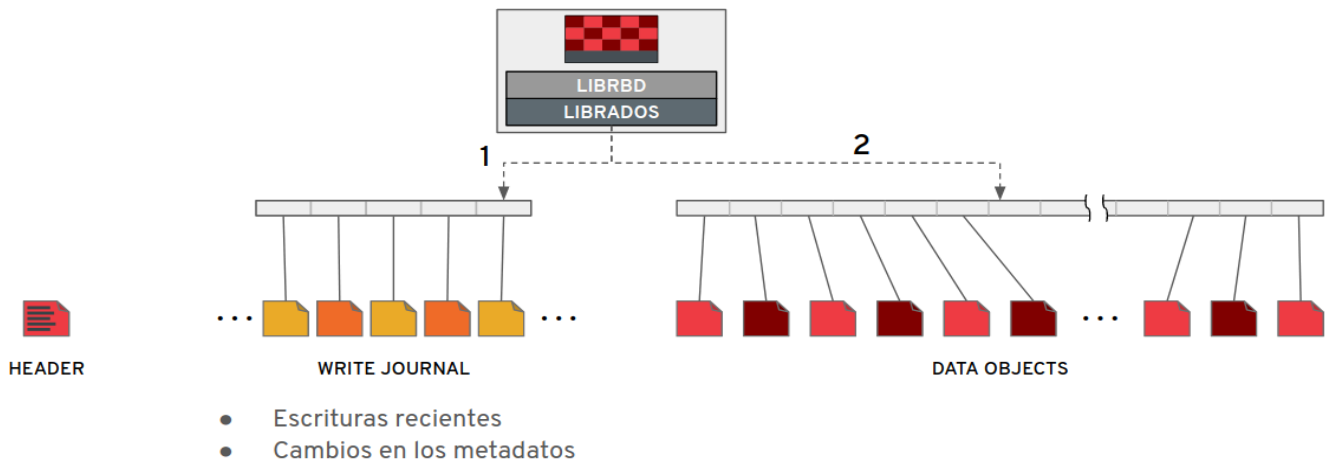 LIBRBD
LIBRADOS
1
2
... ... ...
HEADER
WRITE JOURNAL
DATA OBJECTS
● Escrituras recientes
● Cambios en los metadatos